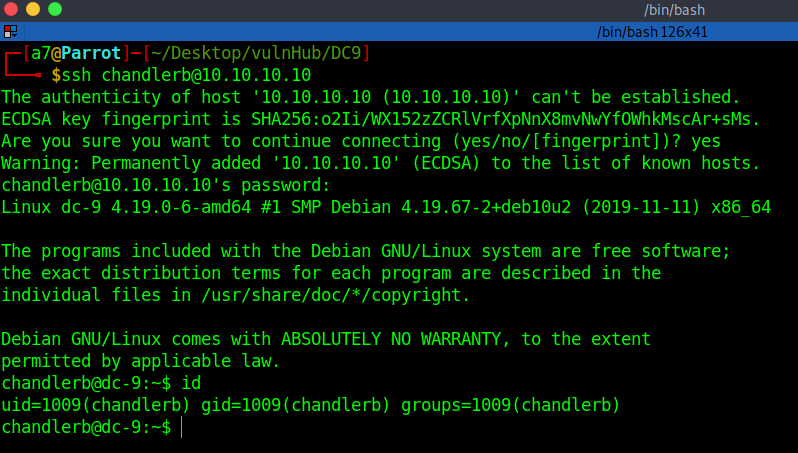 /bin/bash
/bin/bash 126x41
[a7@Parrot]─[~/Desktop/vulnHub/DC9]
$ssh chandlerb@10.10.10.10
The authenticity of host '10.10.10.10 (10.10.10.10)' can't be established.
ECDSA key fingerprint is SHA256:o2Ii/WX152zZCRlVrfXpNnX8mvNwYfOWhkMscAr+sMs.
Are you sure you want to continue connecting (yes/no/[fingerprint])? yes
Warning: Permanently added '10.10.10.10' (ECDSA) to the list of known hosts.
chandlerb@10.10.10.10's password:
Linux dc-9 4.19.0-6-amd64 #1 SMP Debian 4.19.67-2+deb10u2 (2019-11-11) x86_64
The programs included with the Debian GNU/Linux system are free software;
the exact distribution terms for each program are described in the
individual files in /usr/share/doc/*/copyright.
Debian GNU/Linux comes with ABSOLUTELY NO WARRANTY, to the extent
permitted by applicable law.
chandlerb@dc-9:~$ id
uid=1009(chandlerb) gid=1009(chandlerb) groups=1009(chandlerb)
chandlerb@dc-9:~$